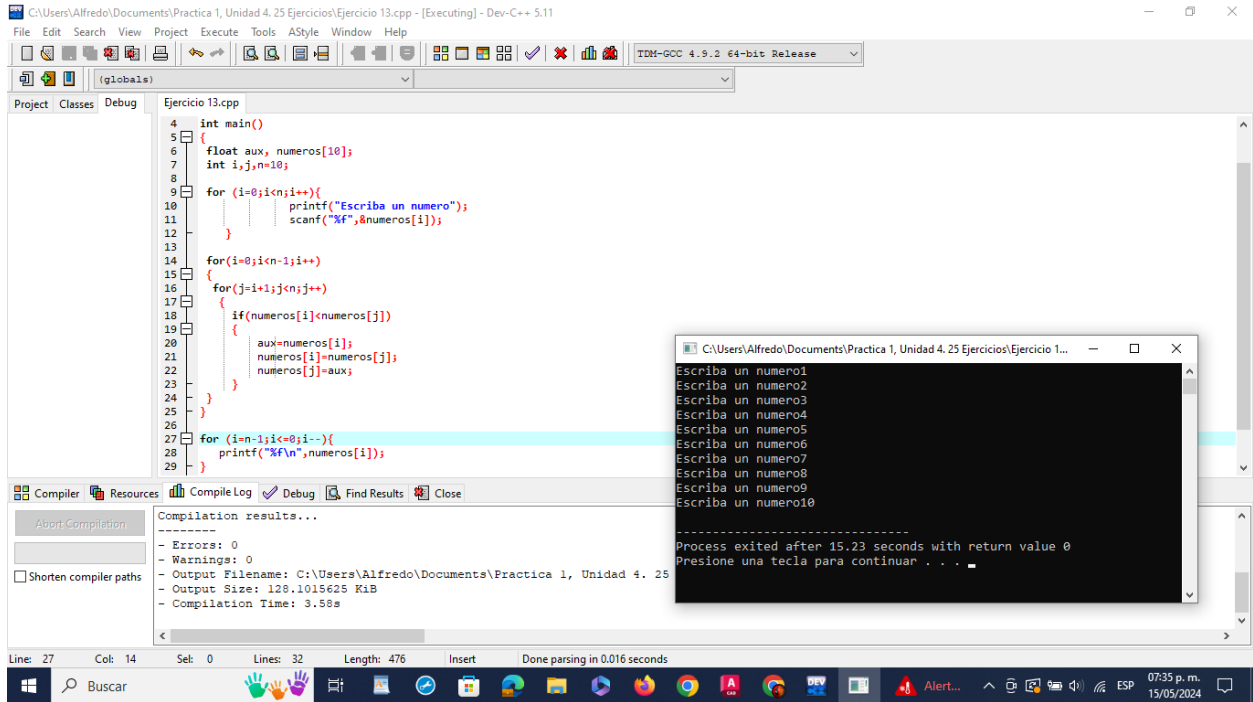 C:\Users\Alfredo\Documents\Practica 1, Unidad 4. 25 Ejercicios\Ejercicio 13.cpp - [Executing] - Dev-C++ 5.11
File Edit Search View Project Execute Tools AStyle Window Help
TDM-GCC 4.9.2 64-bit Release
(globals)
Project Classes Debug
Ejercicio 13.cpp
4 int main()
5 {
6 float aux, numeros[10];
7 int i,j,n=10;
8
9 for (i=0;i<n;i++){
10 printf("Escriba un numero");
11 scanf("%f",&numeros[i]);
12 }
13
14 for(i=0;i<n-1;i++)
15 {
16 for(j=i+1;j<n;j++)
17 {
18 if(numeros[i]<numeros[j])
19 {
20 aux=numeros[i];
21 numeros[i]=numeros[j];
22 numeros[j]=aux;
23 }
24 }
25 }
26
27 for (i=n-1;i<=0;i--){
28 printf("%f\n",numeros[i]);
29 }
C:\Users\Alfredo\Documents\Practica 1, Unidad 4. 25 Ejercicios\Ejercicio 1...
Escriba un numero1
Escriba un numero2
Escriba un numero3
Escriba un numero4
Escriba un numero5
Escriba un numero6
Escriba un numero7
Escriba un numero8
Escriba un numero9
Escriba un numero10
--------------------------------
Process exited after 15.23 seconds with return value 0
Presione una tecla para continuar . . .
Compiler Resources Compile Log Debug Find Results Close
Abort Compilation
Shorten compiler paths
Compilation results...
--------
- Errors: 0
- Warnings: 0
- Output Filename: C:\Users\Alfredo\Documents\Practica 1, Unidad 4. 25
- Output Size: 128.1015625 KiB
- Compilation Time: 3.58s
Line: 27 Col: 14 Sel: 0 Lines: 32 Length: 476 Insert Done parsing in 0.016 seconds
Buscar
DEV
Alert...
ESP
07:35 p. m.
15/05/2024